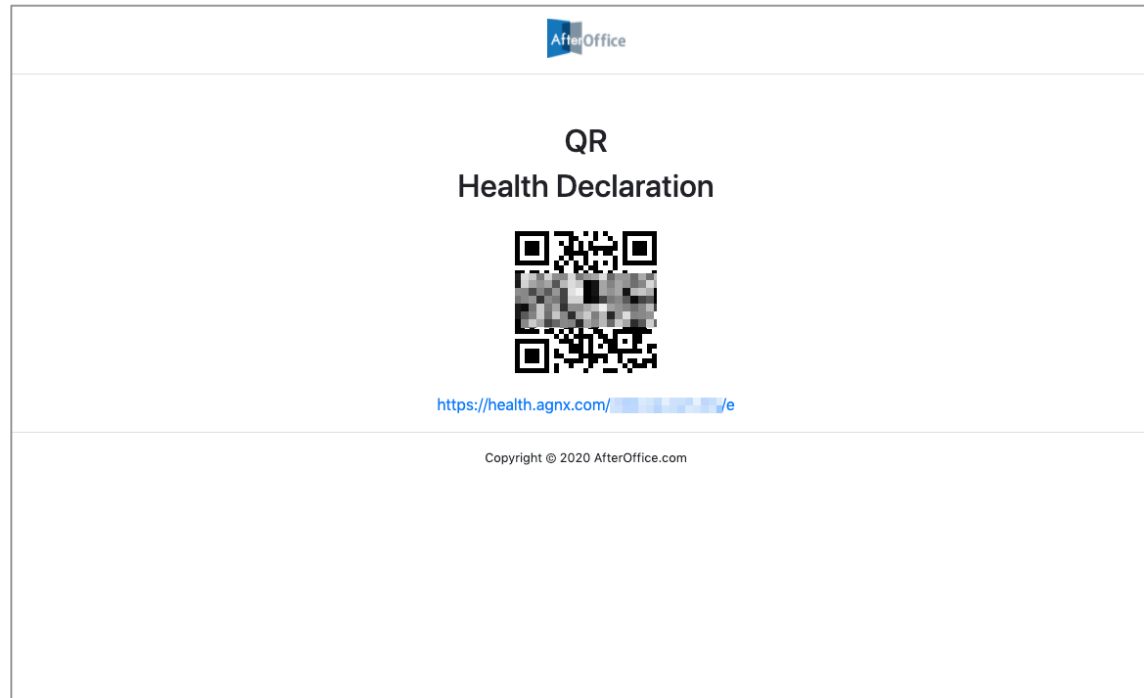 AfterOffice
QR
Health Declaration
https://health.agnx.com/ /e
Copyright © 2020 AfterOffice.com